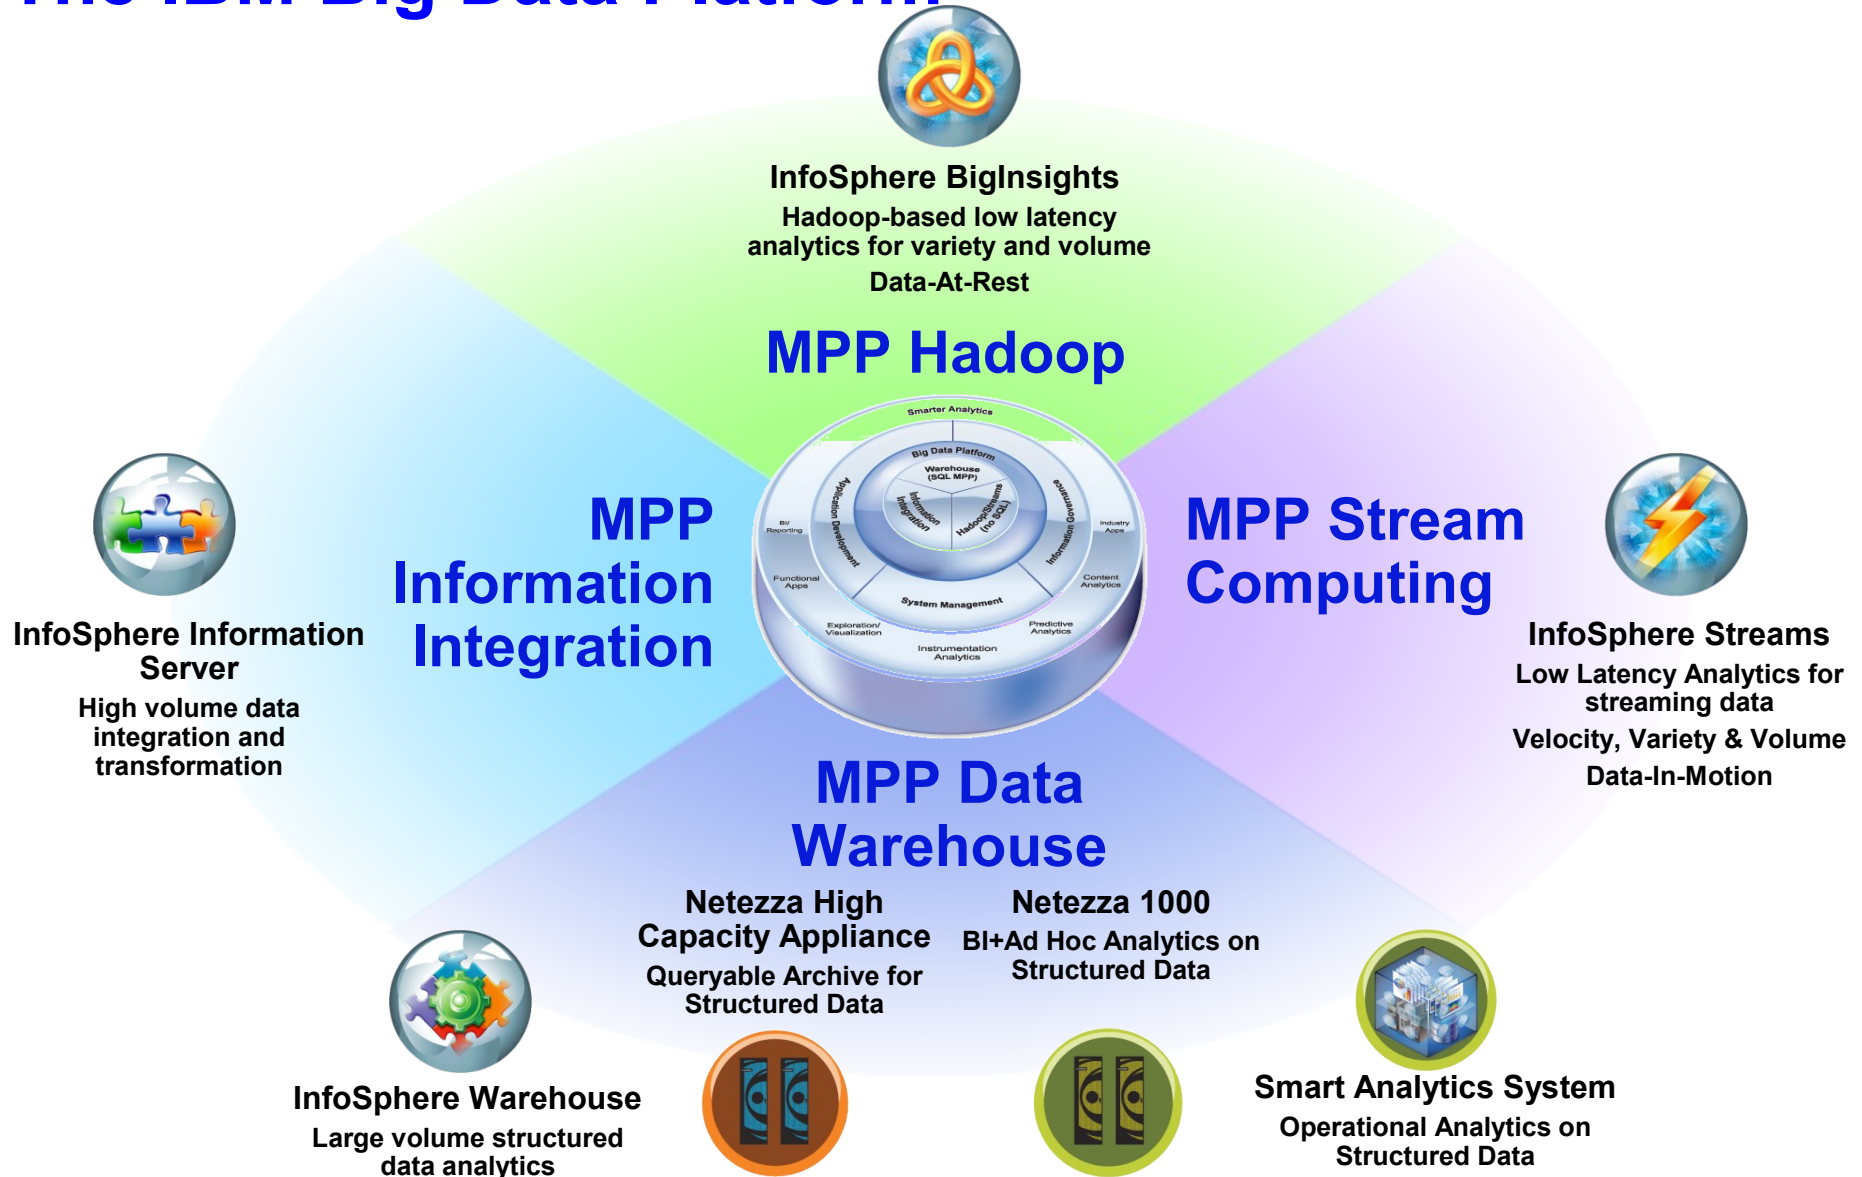 The IBM Big Data Platform
InfoSphere BigInsights
Hadoop-based low latency
analytics for variety and volume
Data-At-Rest
MPP Hadoop
Smarter Analytics
Big Data Platform
Warehouse
(SQL MPP)
Information
Integration
Hadoop/Streams
(no SQL)
Application Development
Information Governance
System Management
BI/
Reporting
Functional
Apps
Exploration/
Visualization
Instrumentation
Analytics
Predictive
Analytics
Content
Analytics
Industry
Apps
MPP
Information
Integration
MPP Stream
Computing
InfoSphere Information
Server
High volume data
integration and
transformation
InfoSphere Streams
Low Latency Analytics for
streaming data
Velocity, Variety & Volume
Data-In-Motion
MPP Data
Warehouse
Netezza High
Capacity Appliance
Queryable Archive for
Structured Data
Netezza 1000
BI+Ad Hoc Analytics on
Structured Data
InfoSphere Warehouse
Large volume structured
data analytics
Smart Analytics System
Operational Analytics on
Structured Data